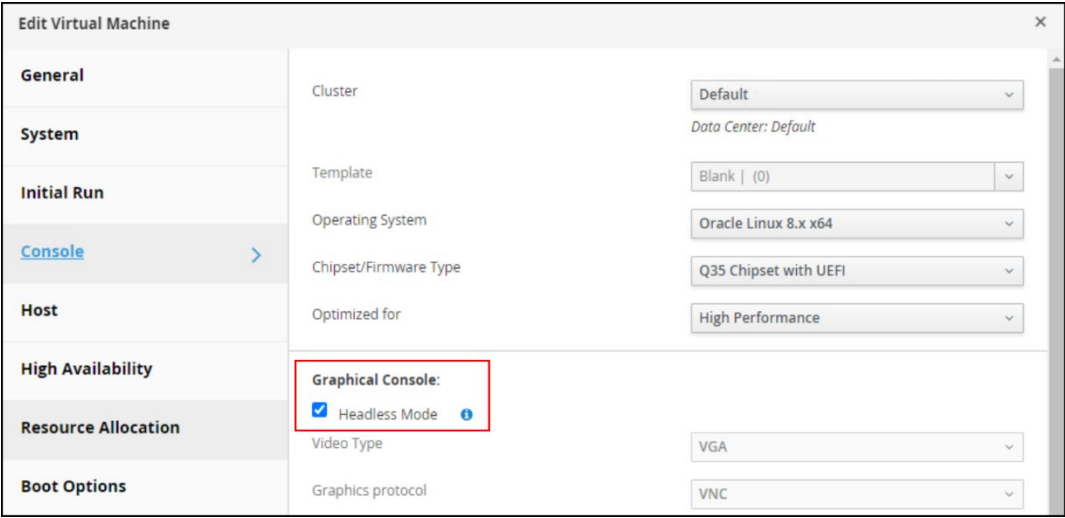 Edit Virtual Machine
General
System
Initial Run
Console
Host
High Availability
Resource Allocation
Boot Options
Cluster
Default
Data Center: Default
Template
Blank | (0)
Operating System
Oracle Linux 8.x x64
Chipset/Firmware Type
Q35 Chipset with UEFI
Optimized for
High Performance
Graphical Console:
Headless Mode
Video Type
VGA
Graphics protocol
VNC